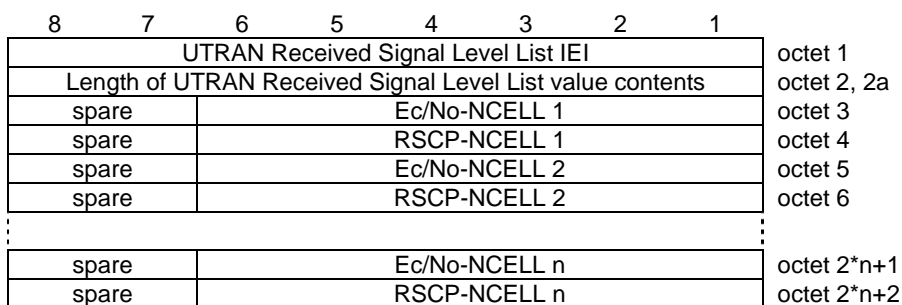 8 7 6 5 4 3 2 1
UTRAN Received Signal Level List IEI octet 1
Length of UTRAN Received Signal Level List value contents octet 2, 2a
spare Ec/No-NCELL 1 octet 3
spare RSCP-NCELL 1 octet 4
spare Ec/No-NCELL 2 octet 5
spare RSCP-NCELL 2 octet 6
spare Ec/No-NCELL n octet 2*n+1
spare RSCP-NCELL n octet 2*n+2